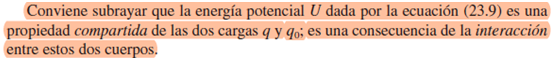 Conviene subrayar que la energía potencial U dada por la ecuación (23.9) es una
propiedad compartida de las dos cargas q y q₀; es una consecuencia de la interacción
entre estos dos cuerpos.